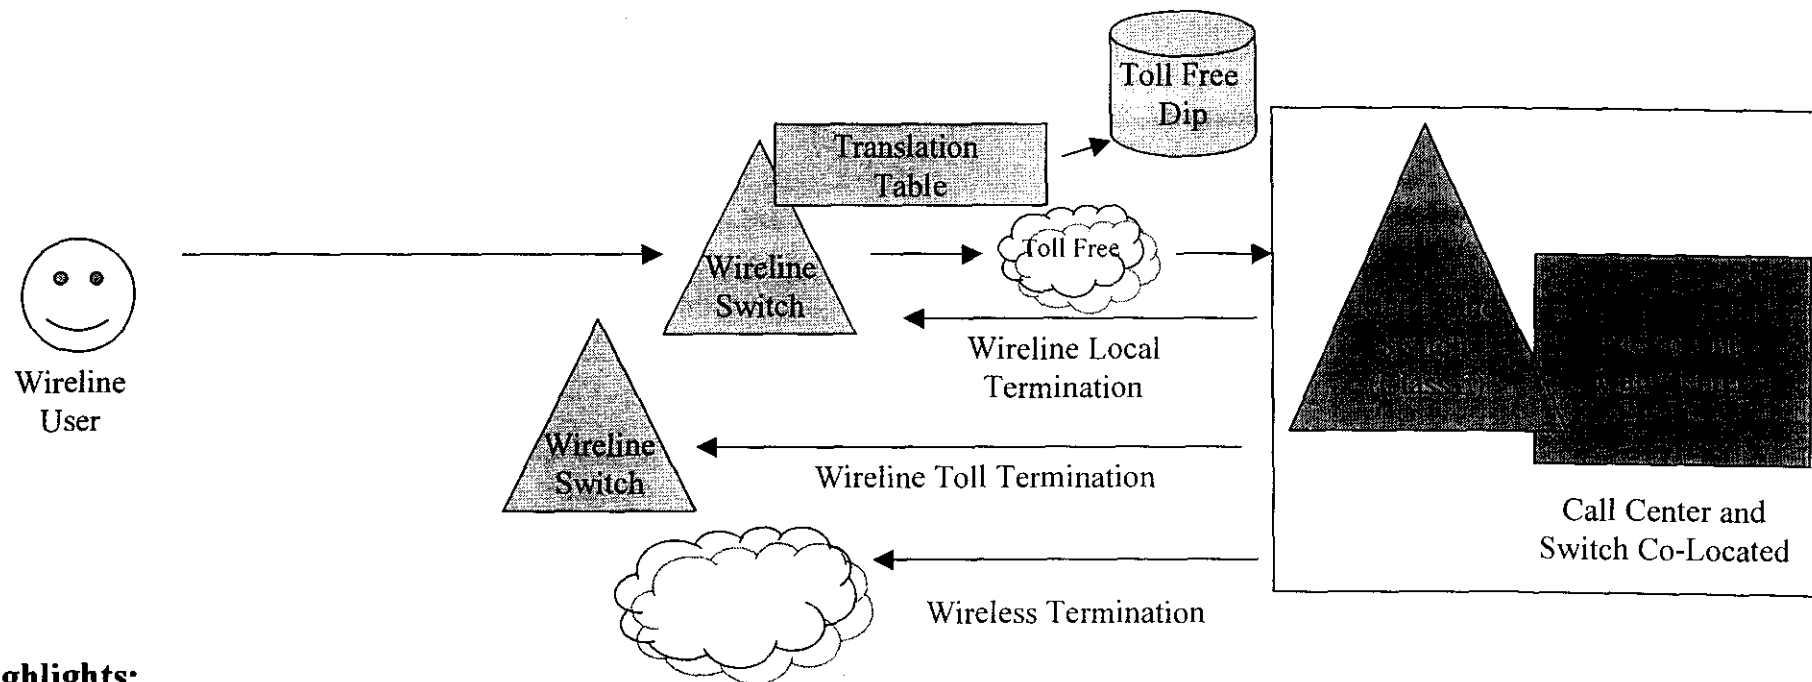 Toll Free
Dip
Translation
Table
Toll Free
Wireline
Switch
Wireline Local
Termination
Wireline
User
Wireline
Switch
Wireline Toll Termination
Call Center and
Switch Co-Located
Wireless Termination
ghlights: